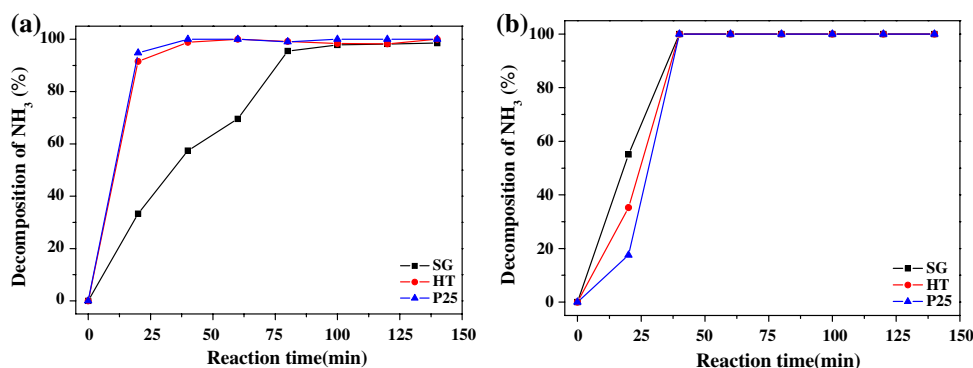 (a)
Decomposition of NH3 (%)
100
80
60
40
20
0
SG
HT
P25
0 25 50 75 100 125 150
Reaction time(min)
(b)
Decomposition of NH3 (%)
100
80
60
40
20
0
SG
HT
P25
0 25 50 75 100 125 150
Reaction time(min)